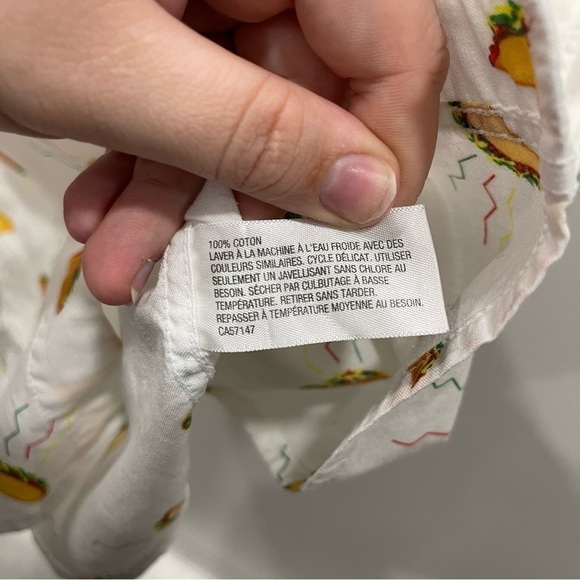 100% COTON
LAVER À LA MACHINE À L'EAU FROIDE AVEC DES
COULEURS SIMILAIRES. CYCLE DÉLICAT. UTILISER
SEULEMENT UN JAVELLISANT SANS CHLORE AU
BESOIN. SÉCHER PAR CULBUTAGE À BASSE
TEMPÉRATURE. RETIRER SANS TARDER.
REPASSER À TEMPÉRATURE MOYENNE AU BESOIN.
CA57147